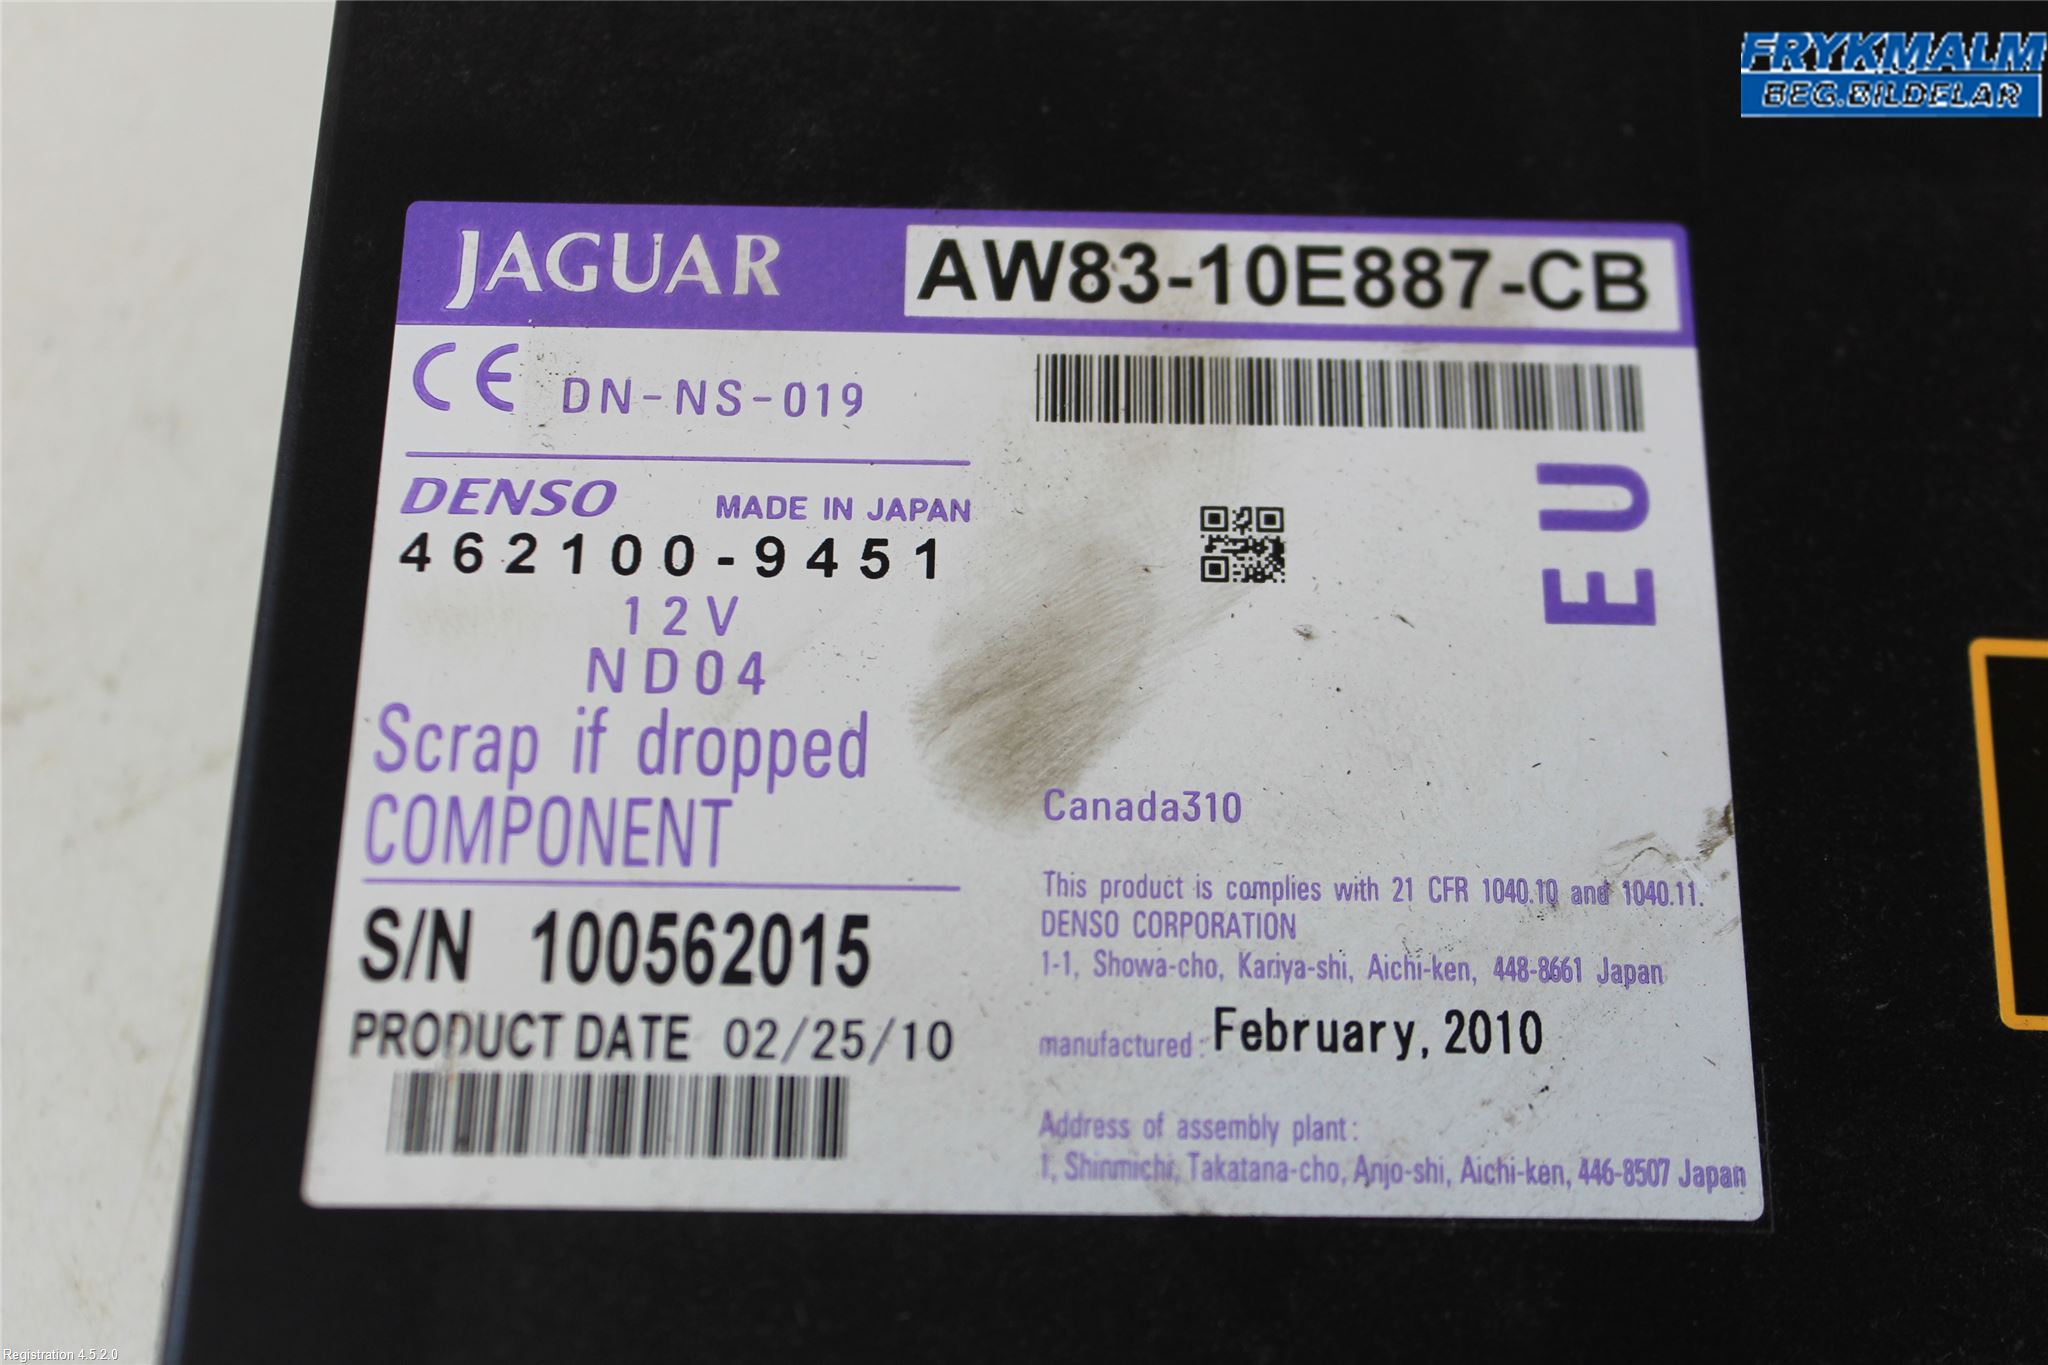 FRYKMALM
BEG.BILDELAR
JAGUAR
AW83-10E887-CB
CE DN-NS-019
DENSO MADE IN JAPAN
462100-9451
12V
ND04
Scrap if dropped
COMPONENT
S/N 100562015
PRODUCT DATE 02/25/10
EU
Canada310
This product is complies with 21 CFR 1040.10 and 1040.11.
DENSO CORPORATION
1-1, Showa-cho, Kariya-shi, Aichi-ken, 448-8661 Japan
manufactured: February, 2010
Address of assembly plant:
1, Shinmichi, Takatana-cho, Anjo-shi, Aichi-ken, 446-8507 Japan
Registration 4.5.2.0